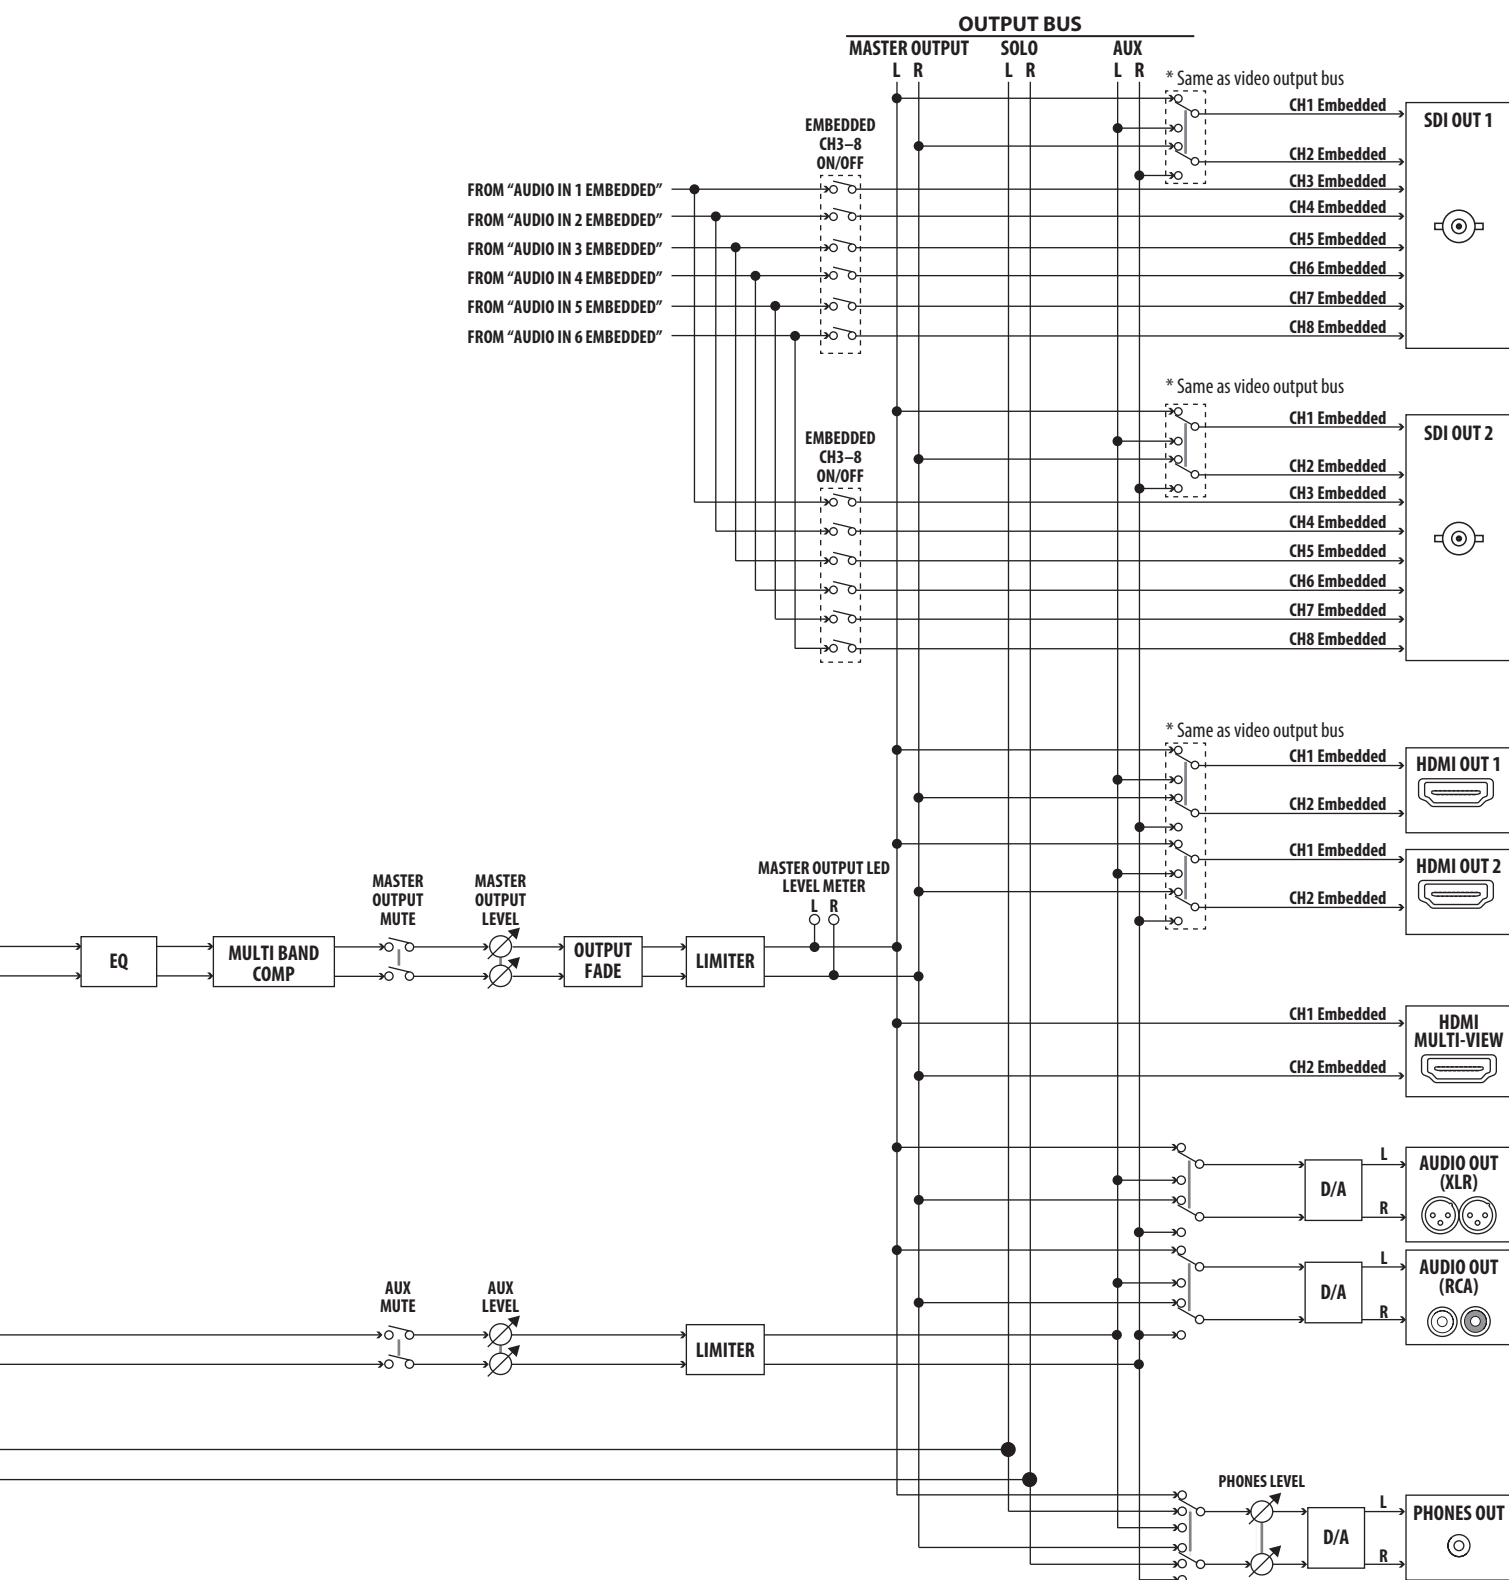 OUTPUT BUS
MASTER OUTPUT SOLO AUX
L R L R L R
* Same as video output bus
CH1 Embedded
SDI OUT 1
EMBEDDED
CH3–8
ON/OFF
CH2 Embedded
FROM “AUDIO IN 1 EMBEDDED”
CH3 Embedded
FROM “AUDIO IN 2 EMBEDDED”
CH4 Embedded
FROM “AUDIO IN 3 EMBEDDED”
CH5 Embedded
FROM “AUDIO IN 4 EMBEDDED”
CH6 Embedded
FROM “AUDIO IN 5 EMBEDDED”
CH7 Embedded
FROM “AUDIO IN 6 EMBEDDED”
CH8 Embedded
* Same as video output bus
CH1 Embedded
SDI OUT 2
EMBEDDED
CH3–8
ON/OFF
CH2 Embedded
CH3 Embedded
CH4 Embedded
CH5 Embedded
CH6 Embedded
CH7 Embedded
CH8 Embedded
* Same as video output bus
CH1 Embedded
HDMI OUT 1
CH2 Embedded
CH1 Embedded
HDMI OUT 2
CH2 Embedded
MASTER OUTPUT LED
LEVEL METER
L R
MASTER
OUTPUT
MUTE
MASTER
OUTPUT
LEVEL
EQ
MULTI BAND
COMP
OUTPUT
FADE
LIMITER
CH1 Embedded
HDMI
MULTI-VIEW
CH2 Embedded
D/A
L
R
AUDIO OUT
(XLR)
D/A
L
R
AUDIO OUT
(RCA)
AUX
MUTE
AUX
LEVEL
LIMITER
PHONES LEVEL
D/A
L
R
PHONES OUT